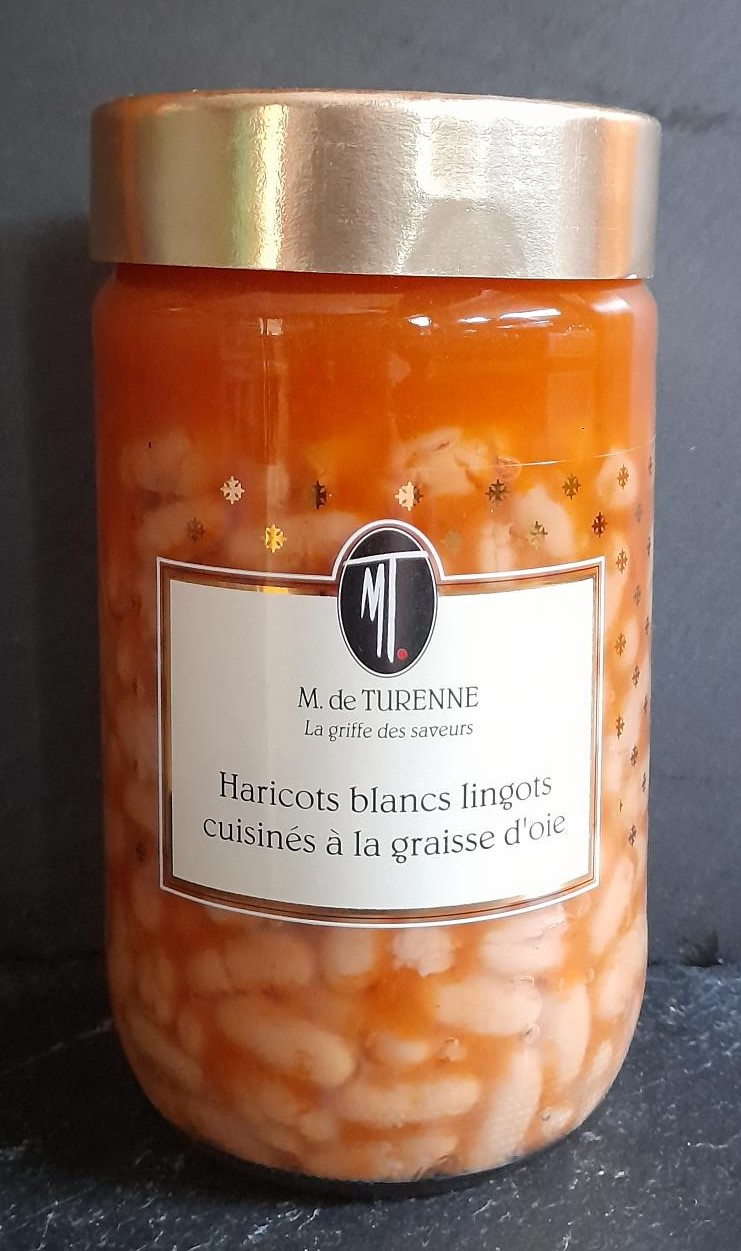 MT.
M. de TURENNE
La griffe des saveurs
Haricots blancs lingots
cuisinés à la graisse d'oie